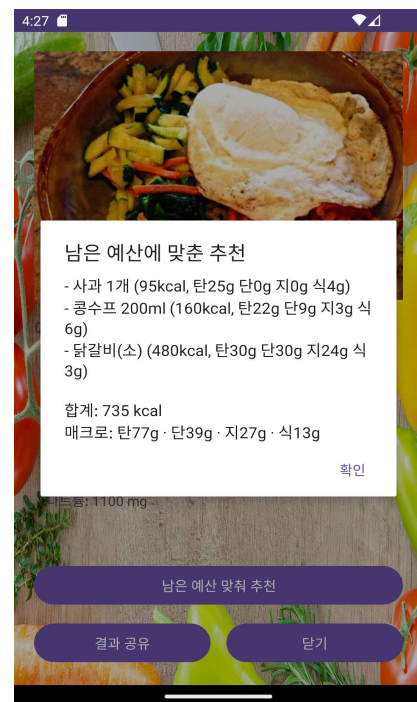 4:27
남은 예산에 맞춘 추천
- 사과 1개 (95kcal, 탄25g 단0g 지0g 식4g)
- 콩수프 200ml (160kcal, 탄22g 단9g 지3g 식
6g)
- 닭갈비(소) (480kcal, 탄30g 단30g 지24g 식
3g)
합계: 735 kcal
매크로: 탄77g · 단39g · 지27g · 식13g
확인
나트륨: 1100 mg
남은 예산 맞춰 추천
결과 공유
닫기